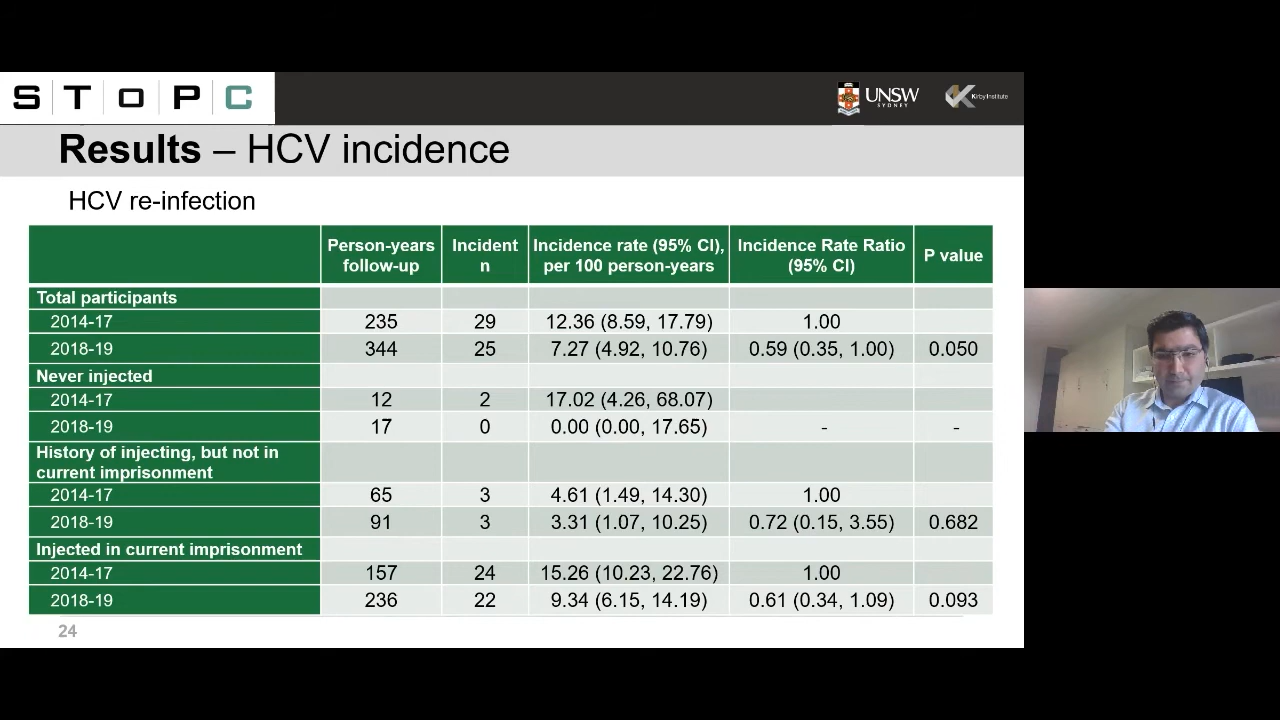 STOPC
UNSW
SYDNEY
Kirby Institute
Results – HCV incidence
HCV re-infection
Person-years follow-up Incident n Incidence rate (95% CI), per 100 person-years Incidence Rate Ratio (95% CI) P value
Total participants
2014-17 235 29 12.36 (8.59, 17.79) 1.00
2018-19 344 25 7.27 (4.92, 10.76) 0.59 (0.35, 1.00) 0.050
Never injected
2014-17 12 2 17.02 (4.26, 68.07)
2018-19 17 0 0.00 (0.00, 17.65) - -
History of injecting, but not in
current imprisonment
2014-17 65 3 4.61 (1.49, 14.30) 1.00
2018-19 91 3 3.31 (1.07, 10.25) 0.72 (0.15, 3.55) 0.682
Injected in current imprisonment
2014-17 157 24 15.26 (10.23, 22.76) 1.00
2018-19 236 22 9.34 (6.15, 14.19) 0.61 (0.34, 1.09) 0.093
24